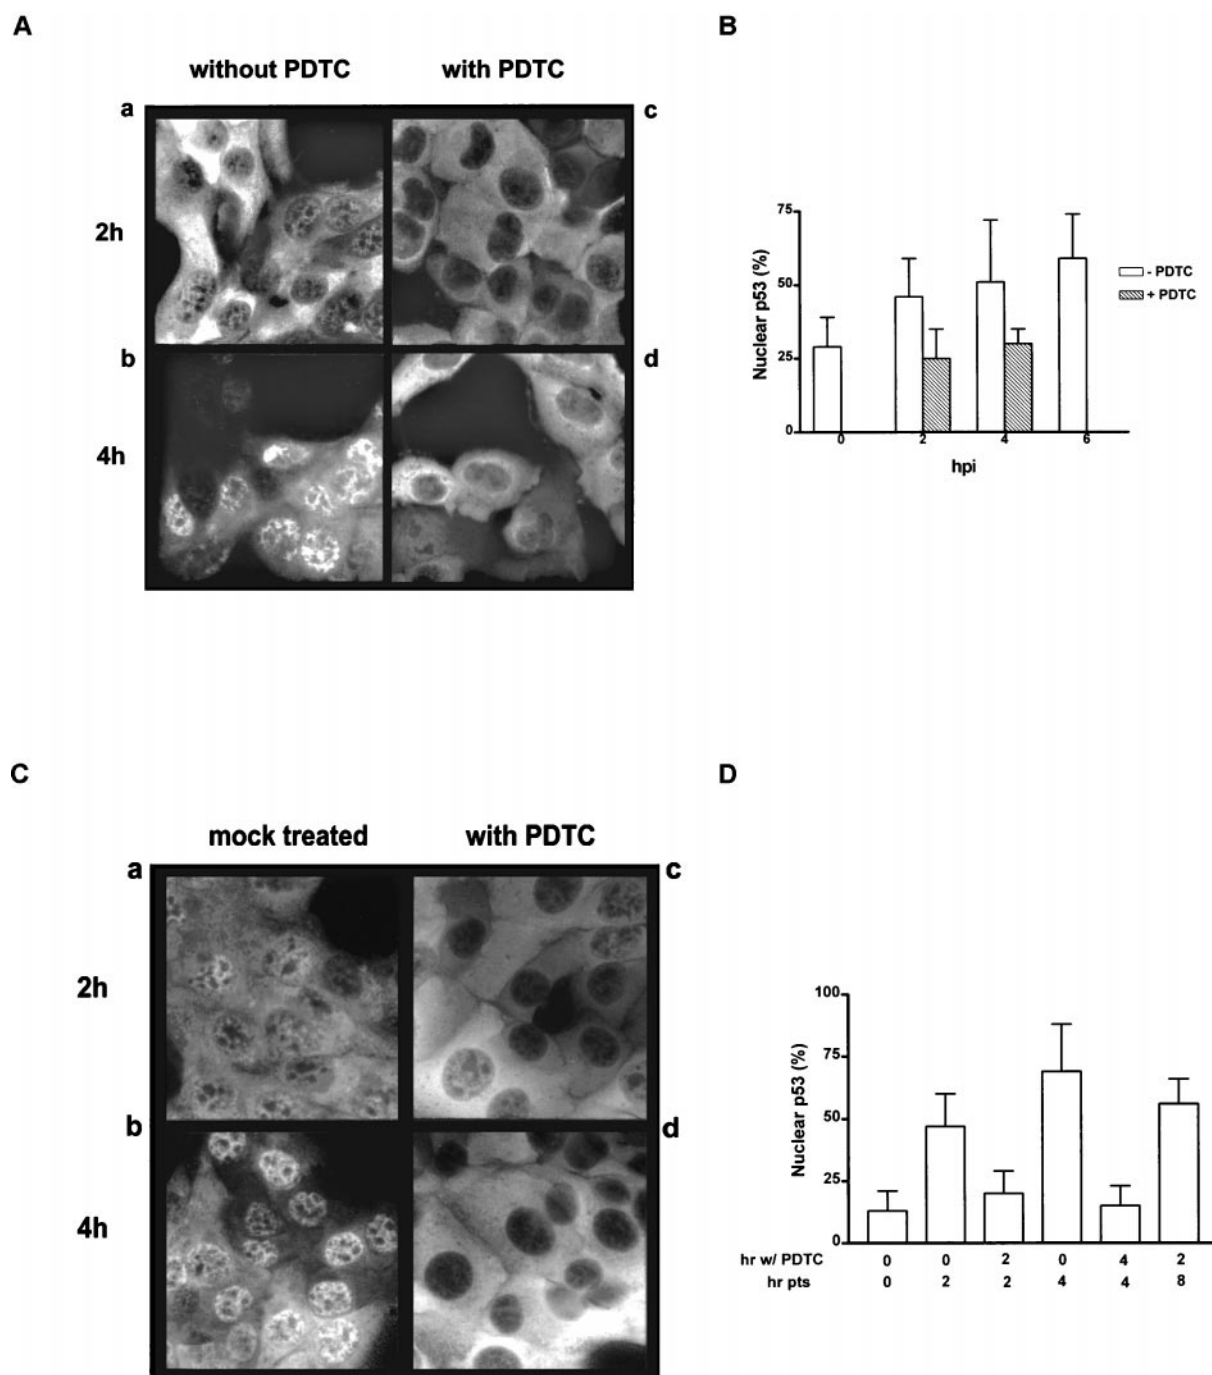 A
without PDTC with PDTC
a c
2h
b d
4h
B
75
50
25
0
Nuclear p53 (%)
0 2 4 6
hpi
- PDTC
+ PDTC
C
mock treated with PDTC
a c
2h
b d
4h
D
100
75
50
25
0
Nuclear p53 (%)
hr w/ PDTC 0 0 2 0 4 2
hr pts 0 2 2 4 4 8